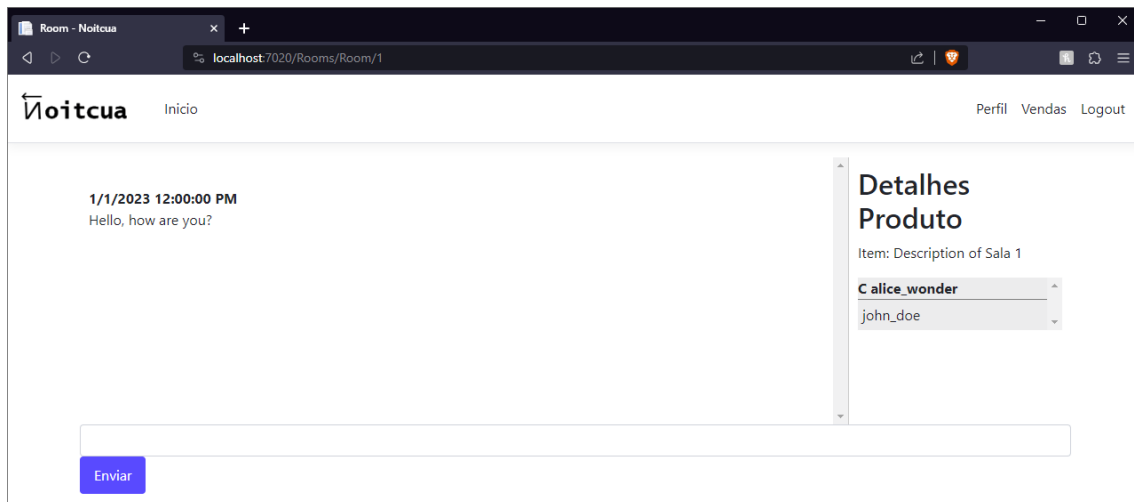 Room - Noitcua
localhost:7020/Rooms/Room/1
Noitcua
Inicio
Perfil Vendas Logout
1/1/2023 12:00:00 PM
Hello, how are you?
Detalhes
Produto
Item: Description of Sala 1
C alice_wonder
john_doe
Enviar